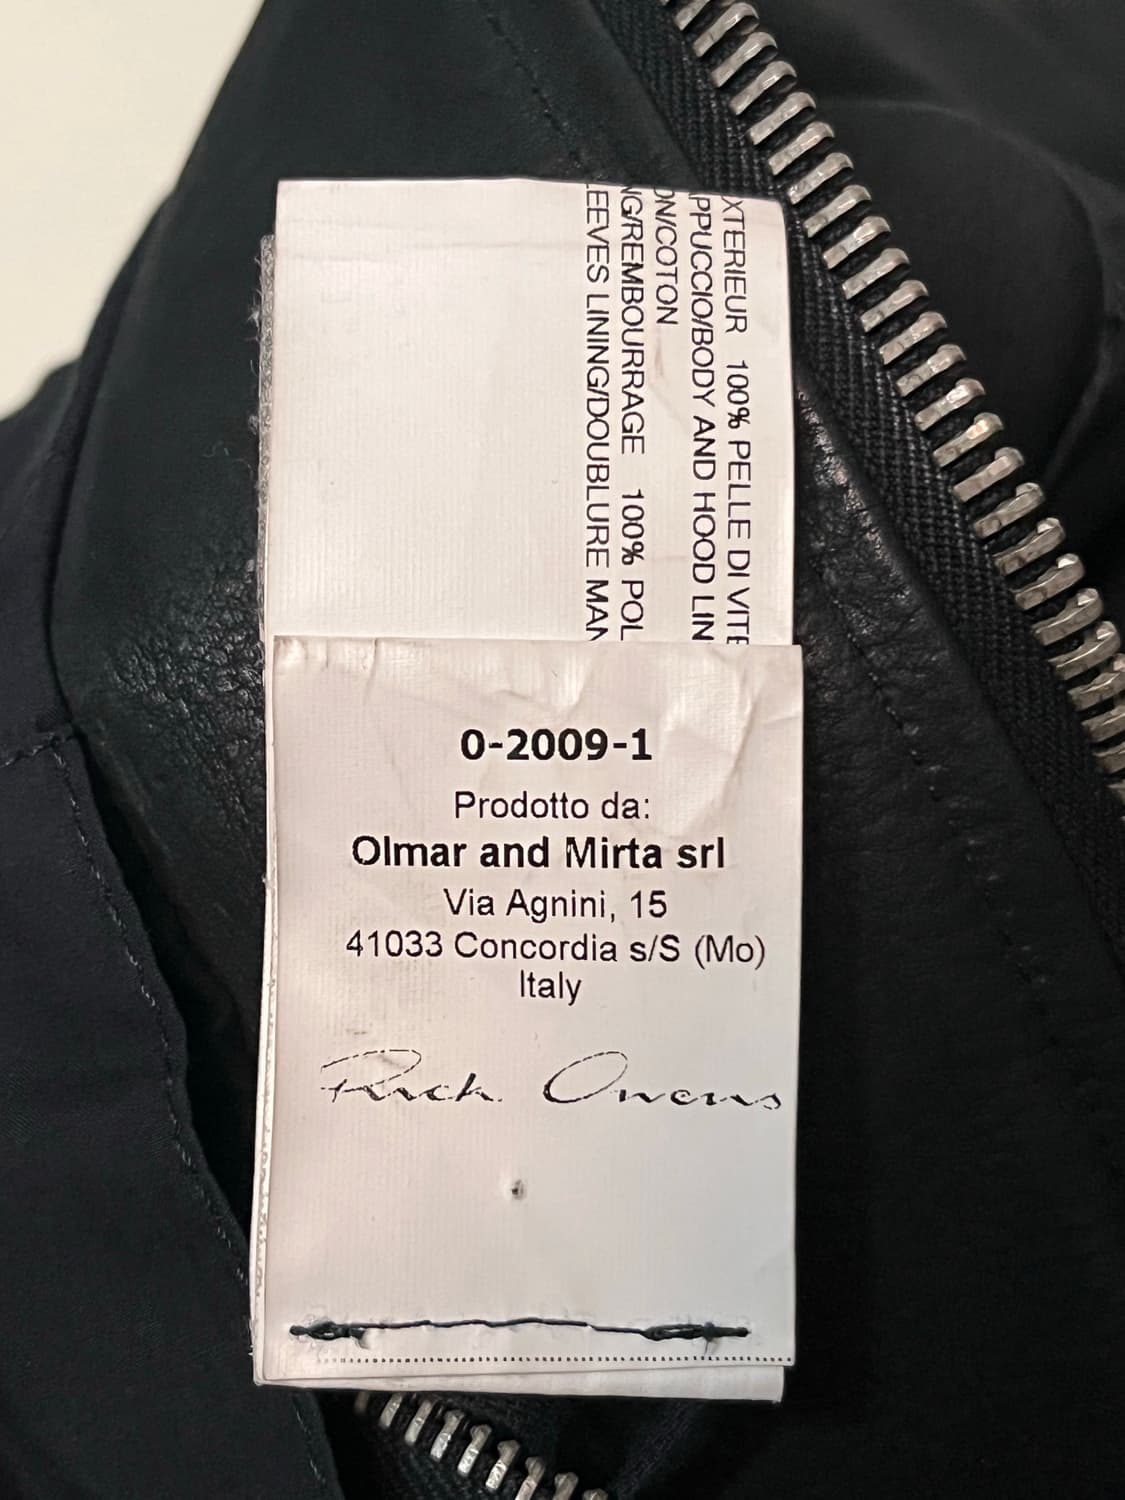 XTERIEUR 100% PELLE DI VITE
PPUCCIO/BODY AND HOOD LIN
ON/COTON
NG/REMBOURRAGE 100% POL
LEEVES LINING/DOUBLURE MAN
0-2009-1
Prodotto da:
Olmar and Mirta srl
Via Agnini, 15
41033 Concordia s/S (Mo)
Italy
Rick Owens